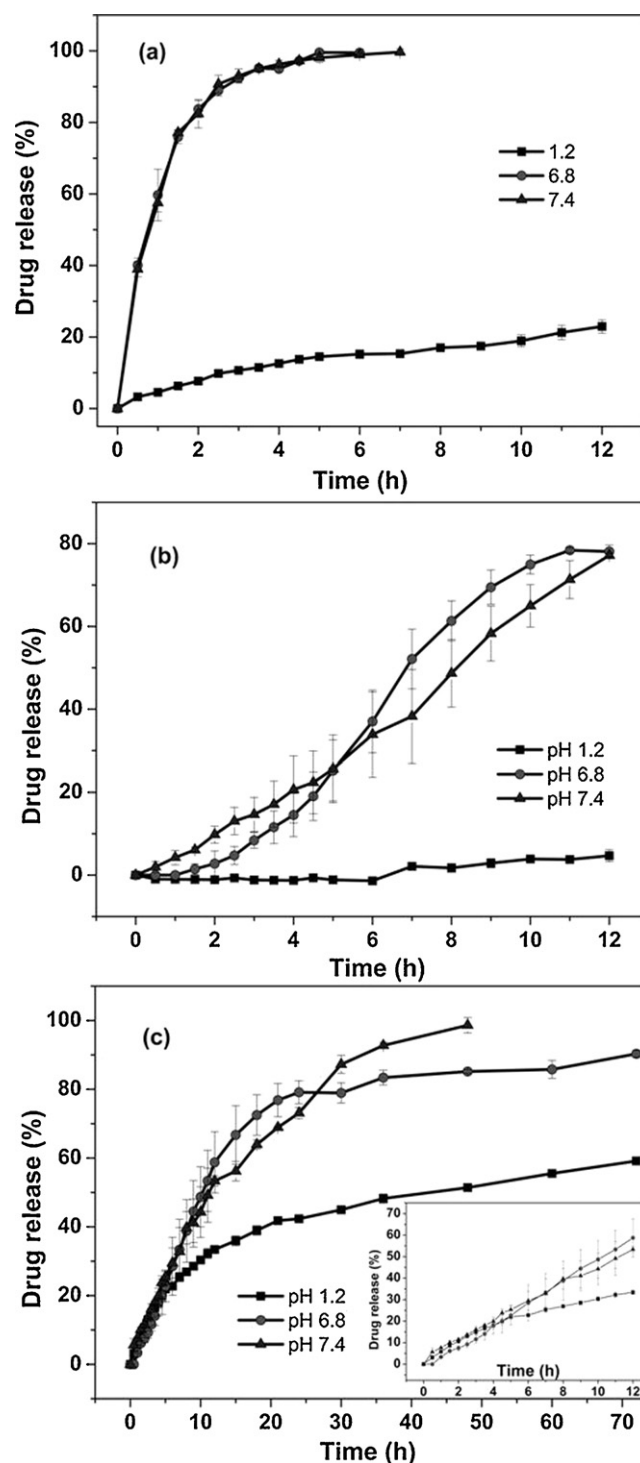 (a)
100
80
60
40
20
0
Drug release (%)
1.2
6.8
7.4
0 2 4 6 8 10 12
Time (h)
(b)
80
60
40
20
0
Drug release (%)
pH 1.2
pH 6.8
pH 7.4
0 2 4 6 8 10 12
Time (h)
(c)
100
80
60
40
20
0
Drug release (%)
pH 1.2
pH 6.8
pH 7.4
70
60
50
40
30
20
10
0
Drug release (%)
Time (h)
0 2 4 6 8 10 12
0 10 20 30 40 50 60 70
Time (h)